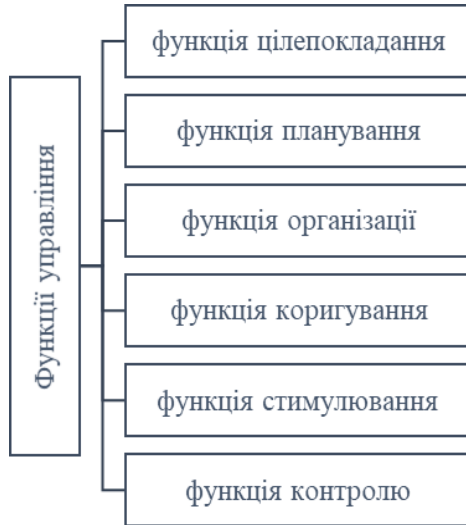 Функції управління
функція цілепокладання
функція планування
функція організації
функція коригування
функція стимулювання
функція контролю